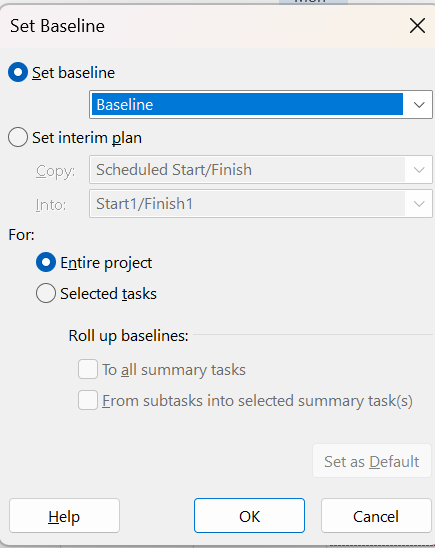 Set Baseline
Set baseline
Baseline
Set interim plan
Copy: Scheduled Start/Finish
Into: Start1/Finish1
For:
Entire project
Selected tasks
Roll up baselines:
To all summary tasks
From subtasks into selected summary task(s)
Set as Default
Help OK Cancel